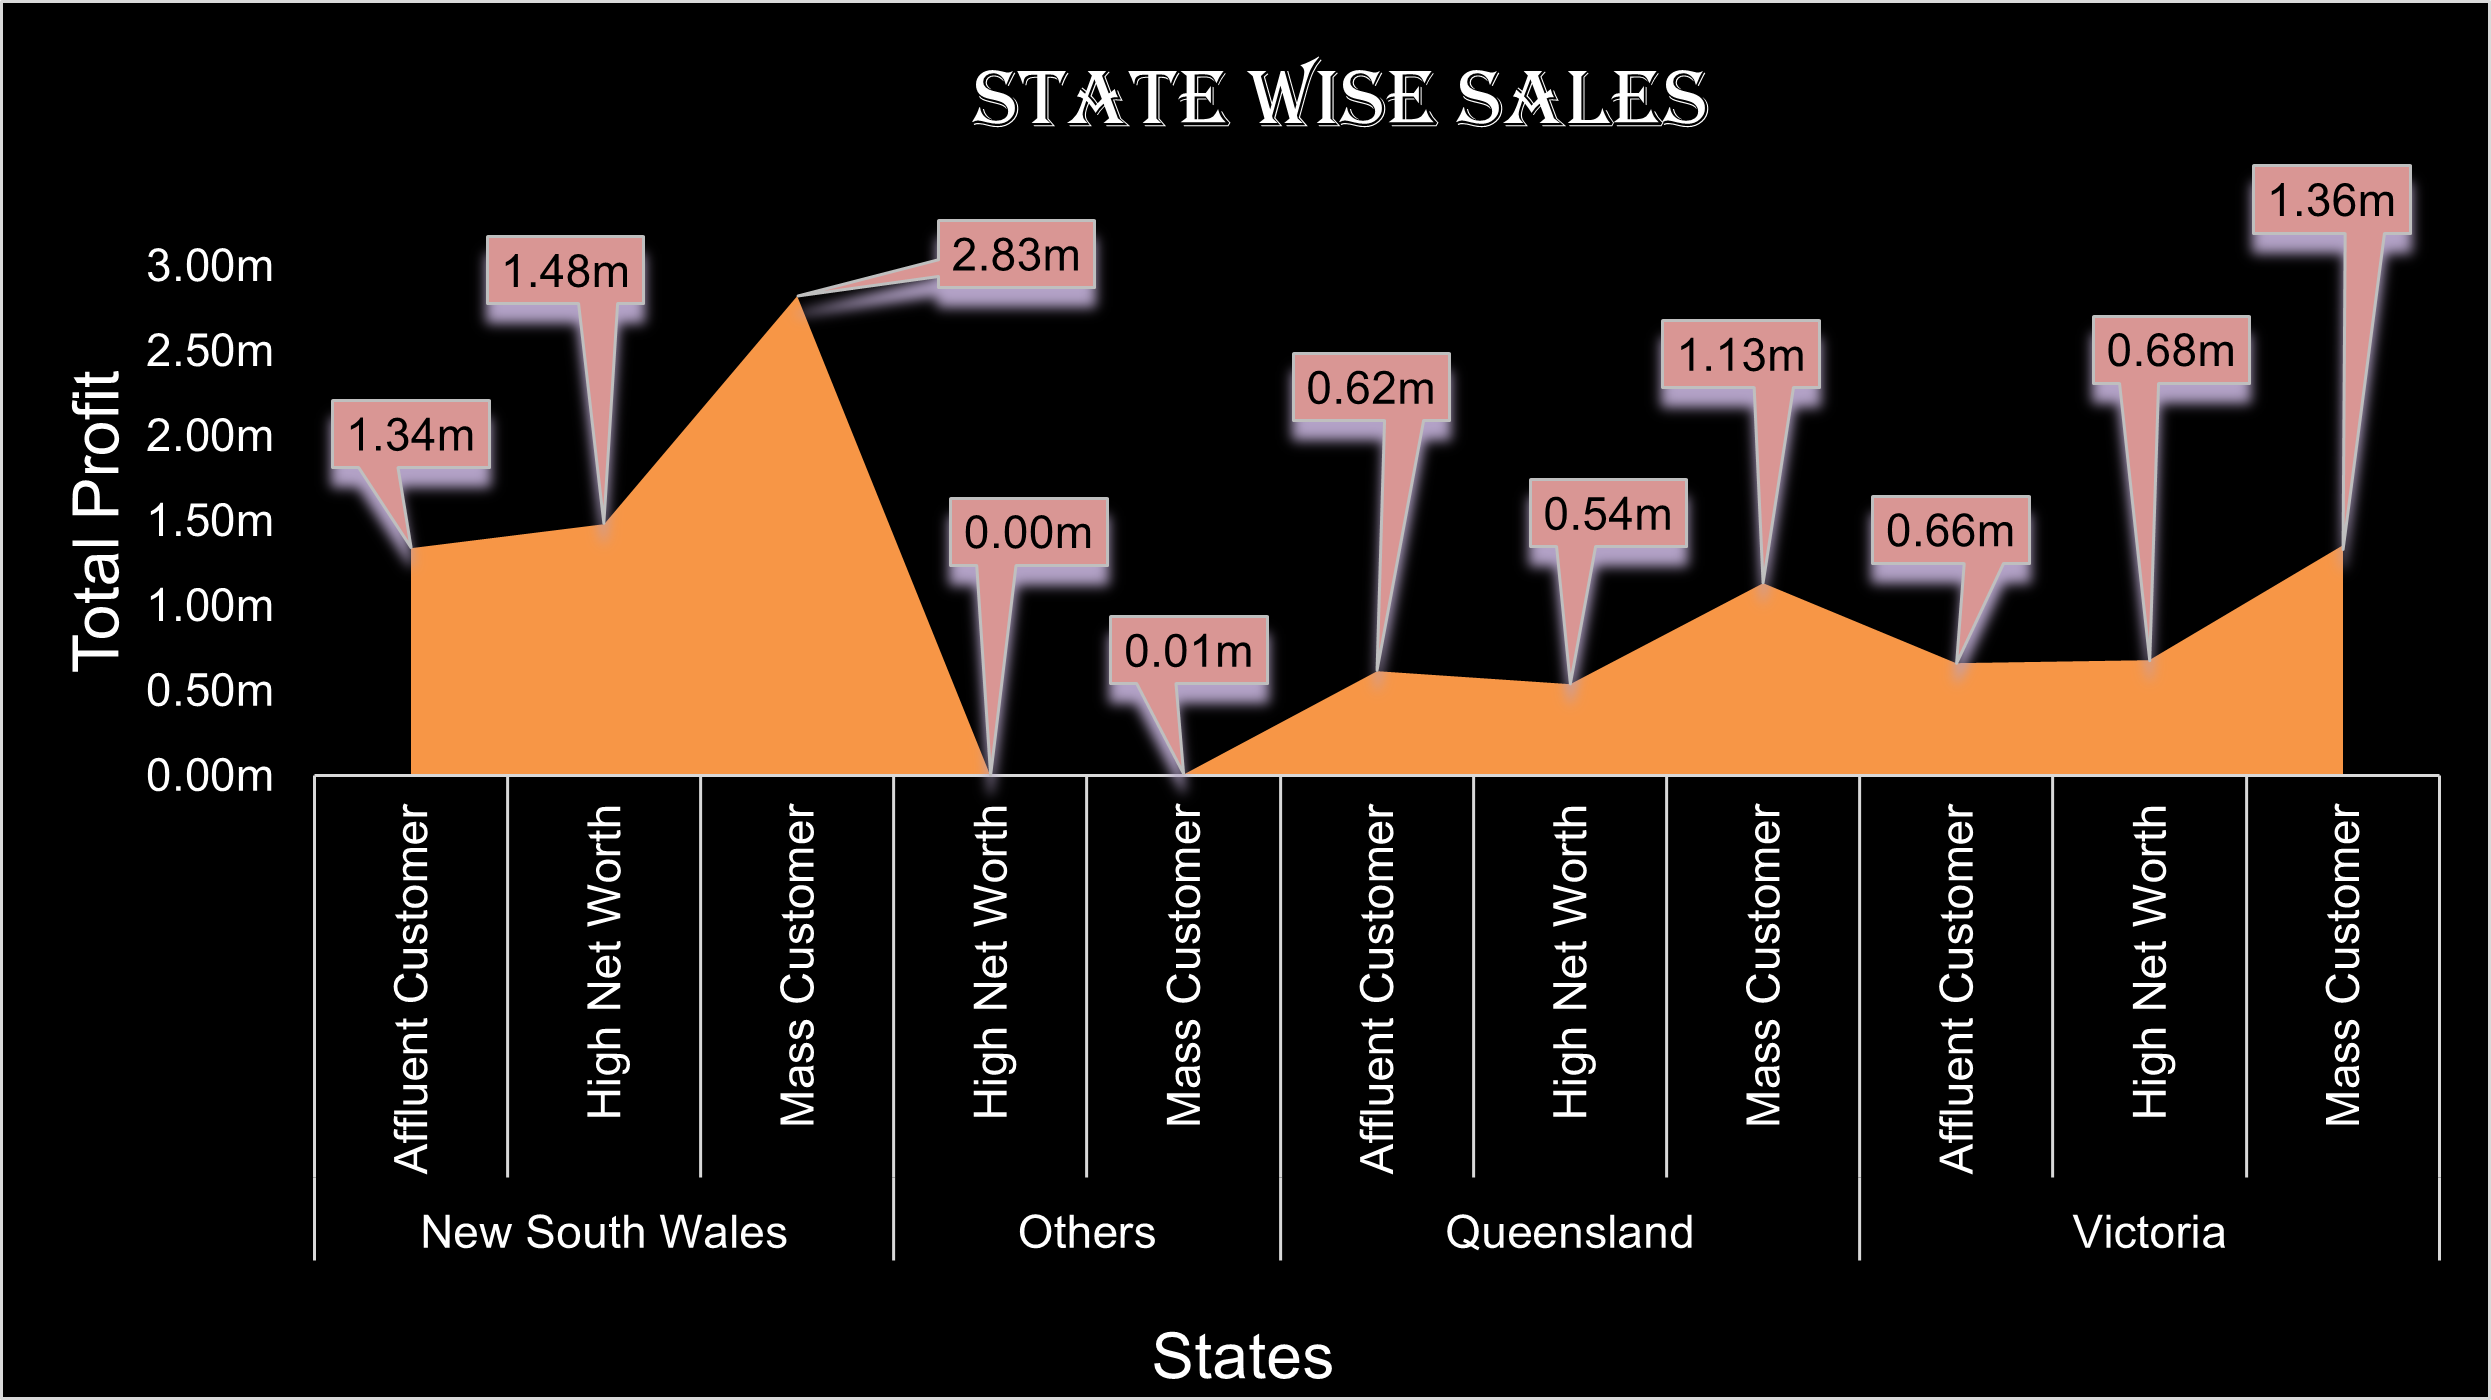 STATE WISE SALES
Total Profit
3.00m
2.50m
2.00m
1.50m
1.00m
0.50m
0.00m
1.34m
1.48m
2.83m
0.00m
0.01m
0.62m
0.54m
1.13m
0.66m
0.68m
1.36m
Affluent Customer
High Net Worth
Mass Customer
High Net Worth
Mass Customer
Affluent Customer
High Net Worth
Mass Customer
Affluent Customer
High Net Worth
Mass Customer
New South Wales
Others
Queensland
Victoria
States